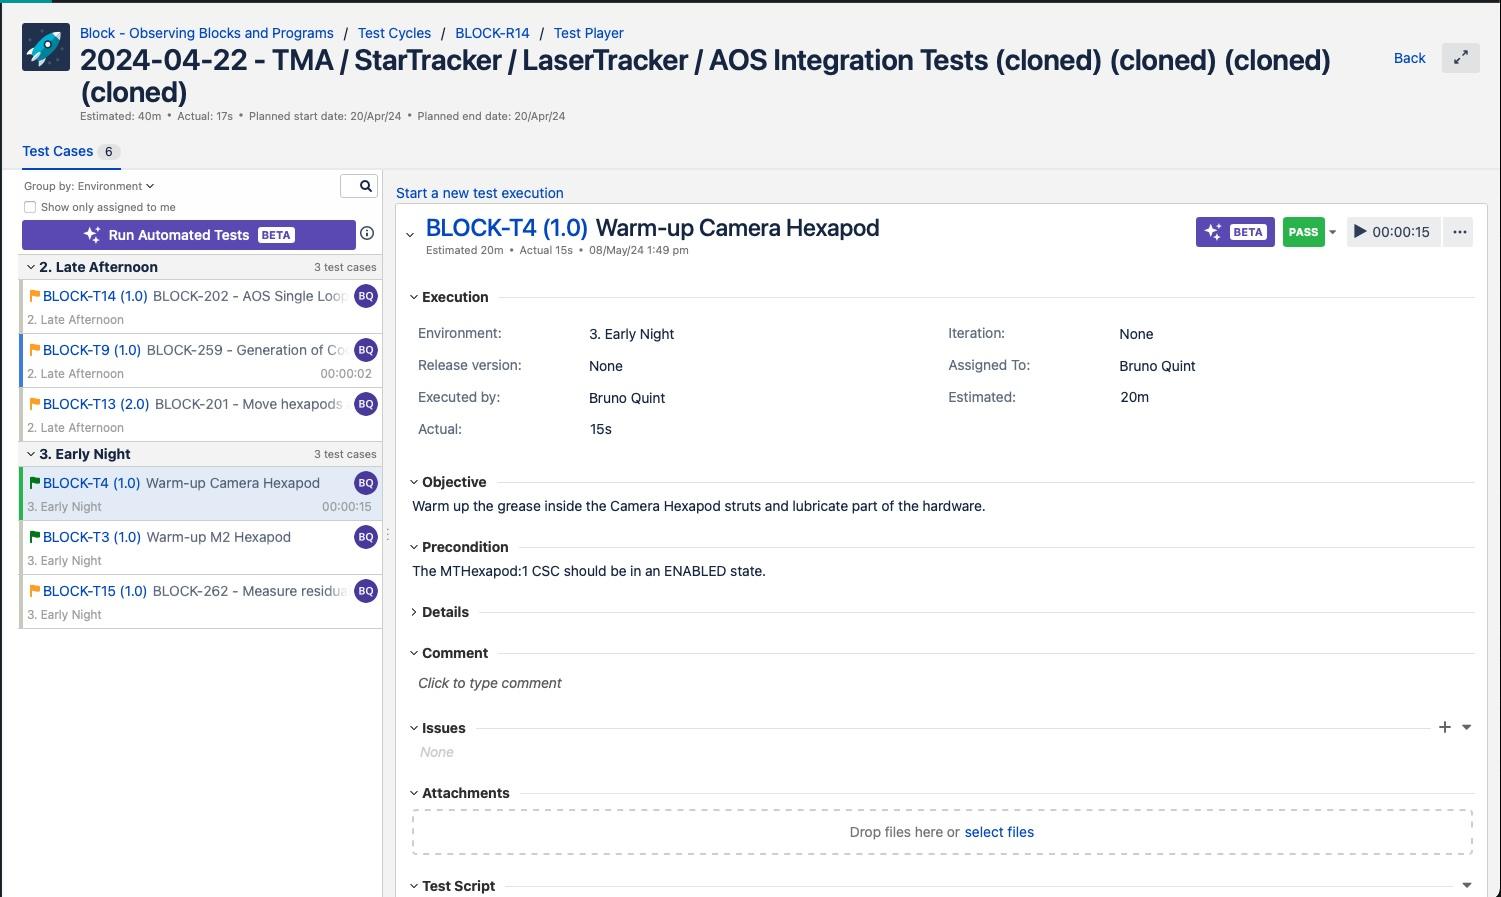 Block - Observing Blocks and Programs / Test Cycles / BLOCK-R14 / Test Player
2024-04-22 - TMA / StarTracker / LaserTracker / AOS Integration Tests (cloned) (cloned) (cloned)
(cloned)
Back
Estimated: 40m • Actual: 17s • Planned start date: 20/Apr/24 • Planned end date: 20/Apr/24
Test Cases 6
Group by: Environment
Show only assigned to me
Run Automated Tests BETA
2. Late Afternoon 3 test cases
BLOCK-T14 (1.0) BLOCK-202 - AOS Single Loop BQ
2. Late Afternoon
BLOCK-T9 (1.0) BLOCK-259 - Generation of Co BQ
2. Late Afternoon 00:00:02
BLOCK-T13 (2.0) BLOCK-201 - Move hexapods BQ
2. Late Afternoon
3. Early Night 3 test cases
BLOCK-T4 (1.0) Warm-up Camera Hexapod BQ
3. Early Night 00:00:15
BLOCK-T3 (1.0) Warm-up M2 Hexapod BQ
3. Early Night
BLOCK-T15 (1.0) BLOCK-262 - Measure residua BQ
3. Early Night
Start a new test execution
BLOCK-T4 (1.0) Warm-up Camera Hexapod
BETA PASS 00:00:15
Estimated 20m • Actual 15s • 08/May/24 1:49 pm
Execution
Environment: 3. Early Night Iteration: None
Release version: None Assigned To: Bruno Quint
Executed by: Bruno Quint Estimated: 20m
Actual: 15s
Objective
Warm up the grease inside the Camera Hexapod struts and lubricate part of the hardware.
Precondition
The MTHexapod:1 CSC should be in an ENABLED state.
Details
Comment
Click to type comment
Issues
None
Attachments
Drop files here or select files
Test Script